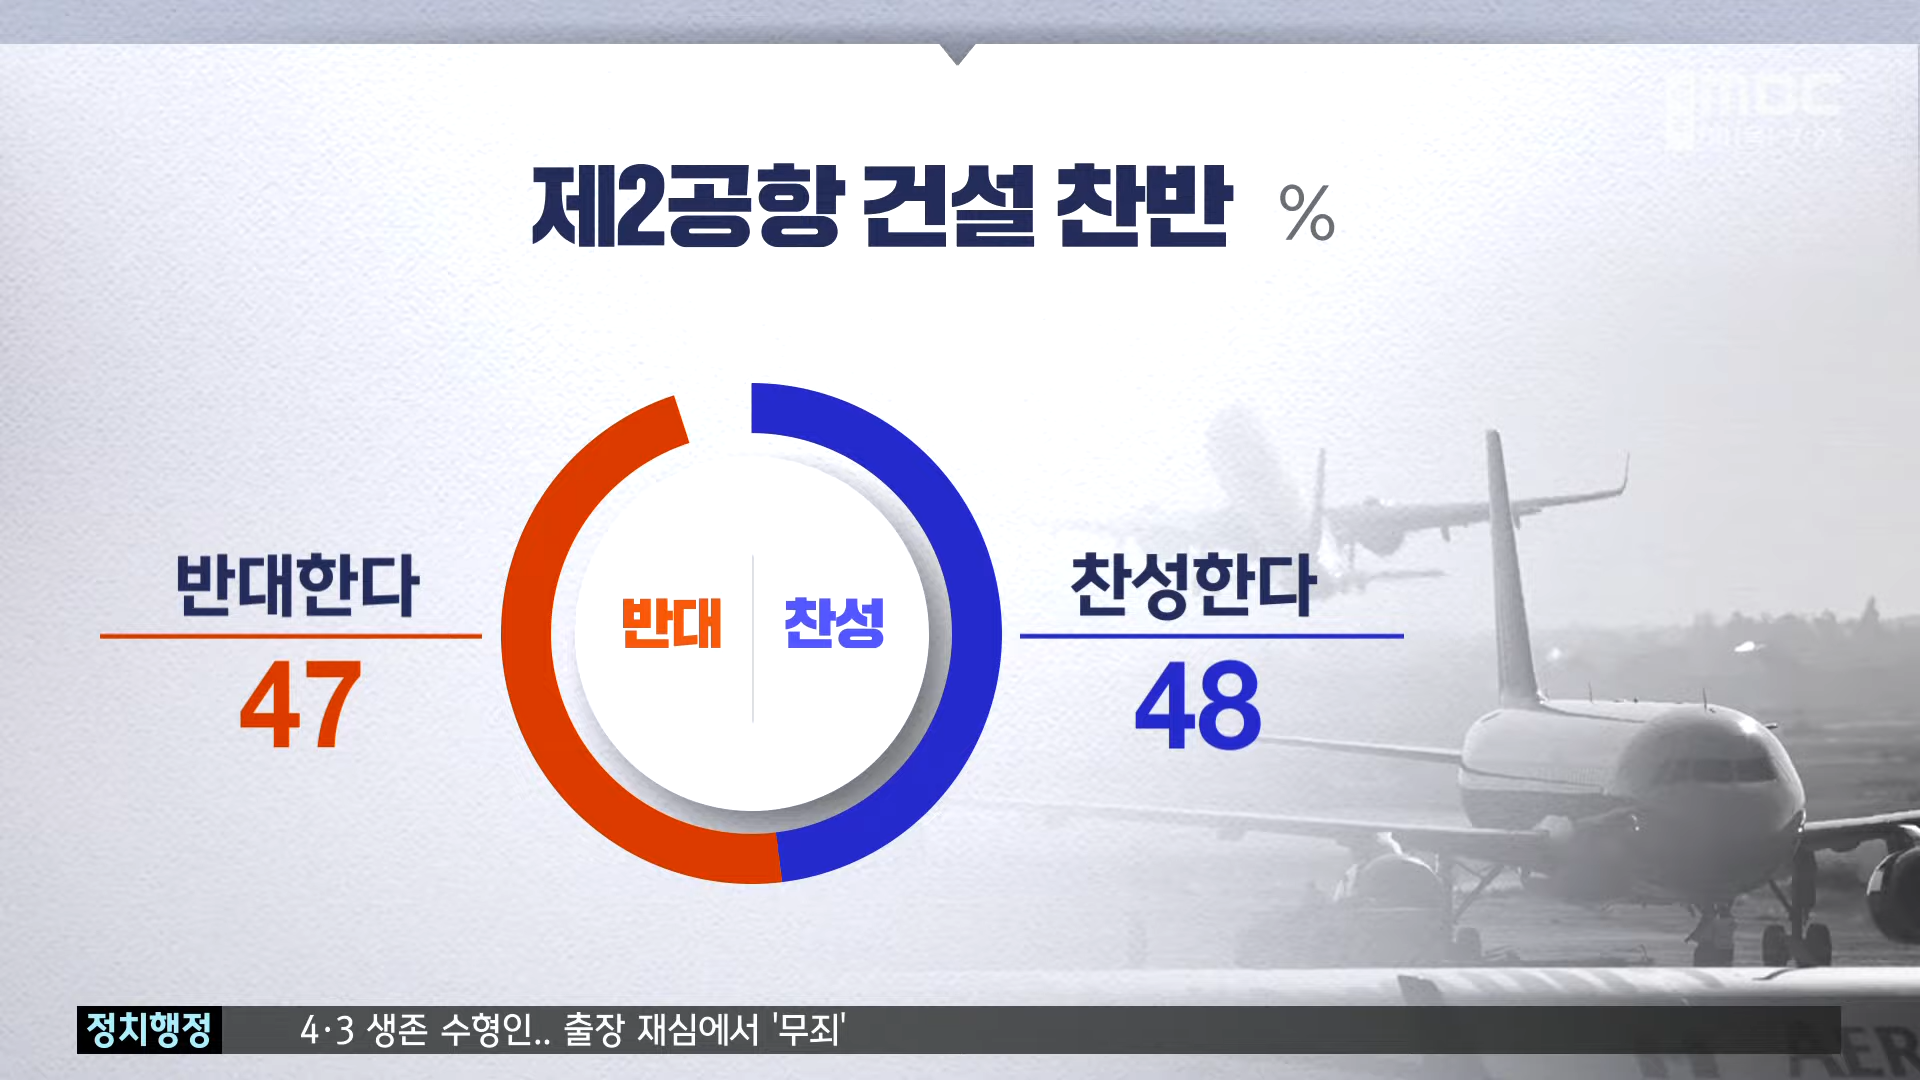 제2공항 건설 찬반 %
반대한다
47
반대
찬성
찬성한다
48
정치행정
4·3 생존 수형인.. 출장 재심에서 '무죄'